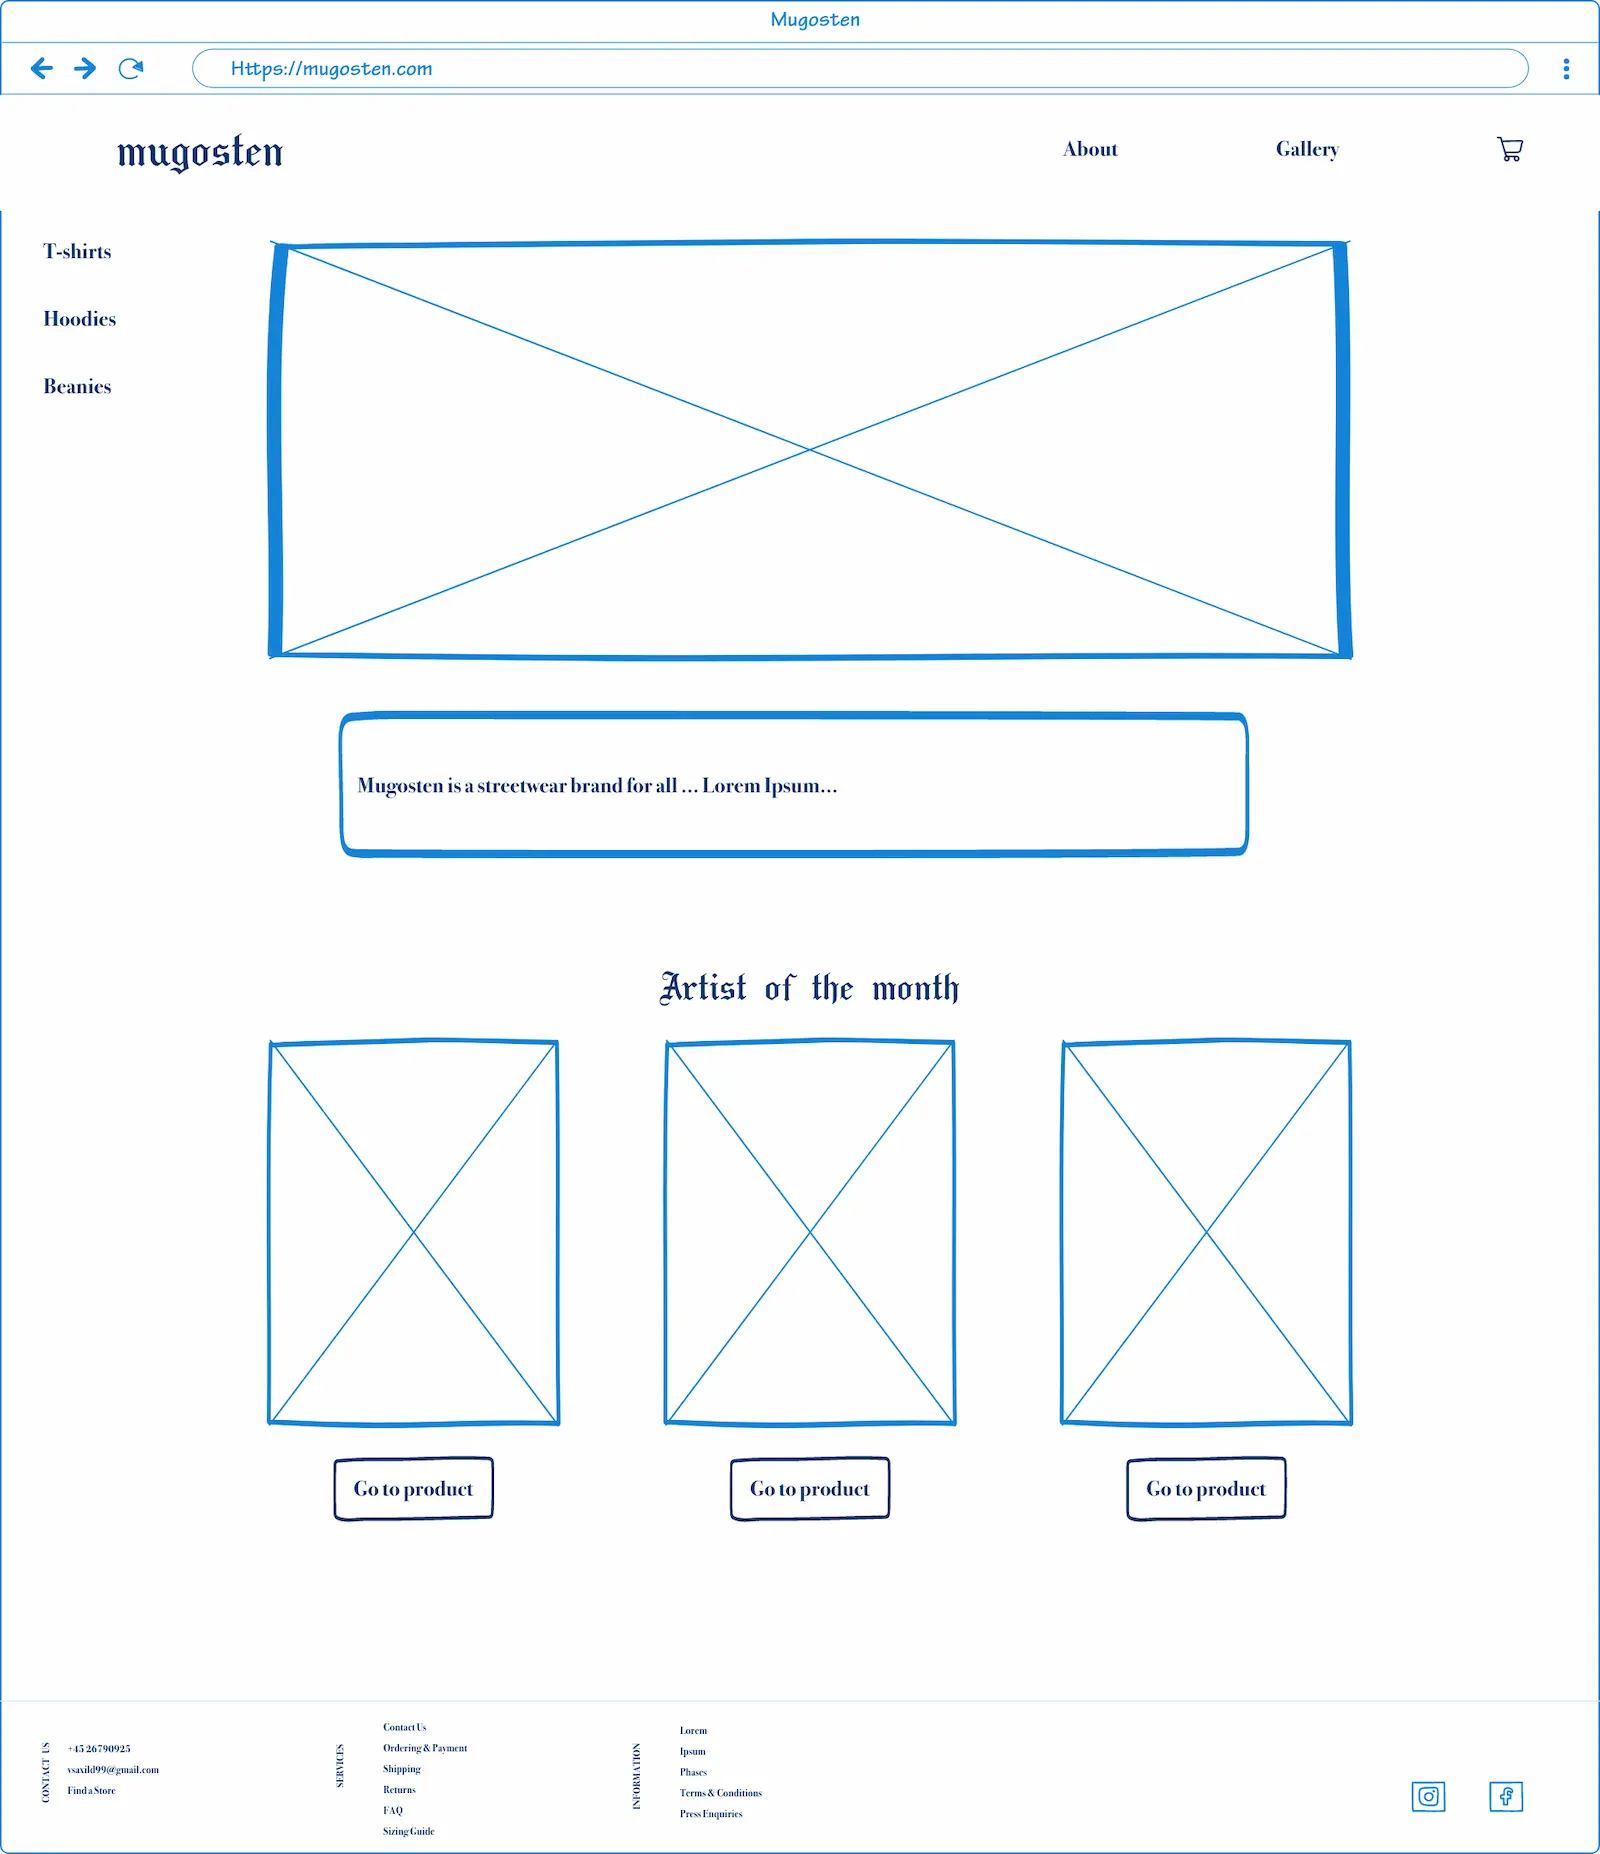 Mugosten
Https://mugosten.com
mugosten
About
Gallery
T-shirts
Hoodies
Beanies
Mugosten is a streetwear brand for all ... Lorem Ipsum...
Artist of the month
Go to product
Go to product
Go to product
CONTACT US
+45 26790925
vsaxild99@gmail.com
Find a Store
SERVICES
Contact Us
Ordering & Payment
Shipping
Returns
FAQ
Sizing Guide
INFORMATION
Lorem
Ipsum
Phases
Terms & Conditions
Press Enquiries